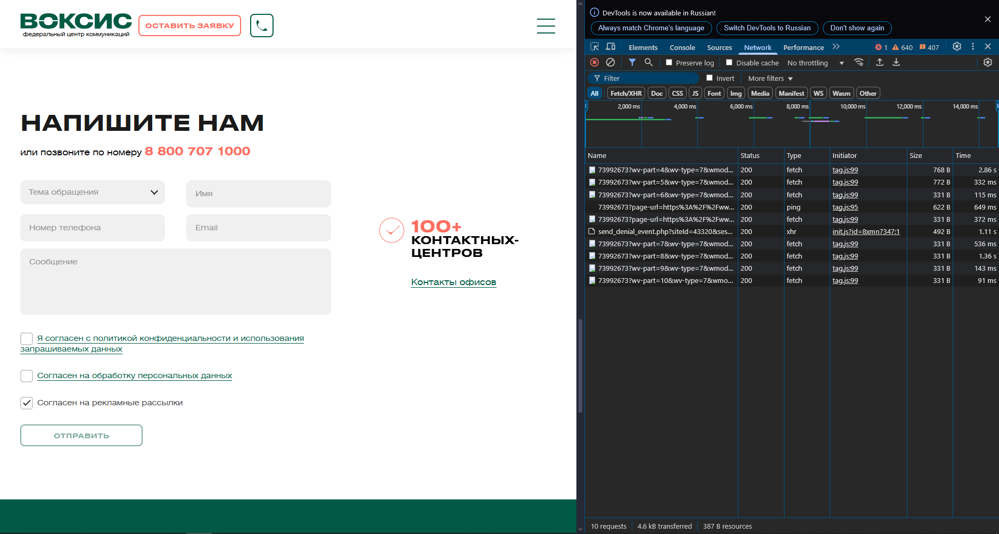 ВОКСИС
федеральный центр коммуникаций
ОСТАВИТЬ ЗАЯВКУ
НАПИШИТЕ НАМ
или позвоните по номеру 8 800 707 1000
Тема обращения
Имя
Номер телефона
Email
Сообщение
100+
КОНТАКТНЫХ-
ЦЕНТРОВ
Контакты офисов
Я согласен с политикой конфиденциальности и использования
запрашиваемых данных
Согласен на обработку персональных данных
Согласен на рекламные рассылки
ОТПРАВИТЬ
DevTools is now available in Russian!
Always match Chrome's language Switch DevTools to Russian Don't show again
Elements Console Sources Network Performance 1 640 407
Preserve log Disable cache No throttling
Filter Invert More filters
All Fetch/XHR Doc CSS JS Font Img Media Manifest WS Wasm Other
2,000 ms 4,000 ms 6,000 ms 8,000 ms 10,000 ms 12,000 ms 14,000 ms
Name Status Type Initiator Size Time
73992673?wv-part=4&wv-type=7&wmod... 200 fetch tag.js:99 768 B 2.86 s
73992673?wv-part=5&wv-type=7&wmod... 200 fetch tag.js:99 772 B 332 ms
73992673?wv-part=6&wv-type=7&wmod... 200 fetch tag.js:99 331 B 115 ms
73992673?page-url=https%3A%2F%2Fww... 200 ping tag.js:95 622 B 649 ms
73992673?page-url=https%3A%2F%2Fww... 200 fetch tag.js:99 331 B 372 ms
send_denial_event.php?siteId=43320&ses... 200 xhr init.js?id=8xmn7347:1 492 B 1.11 s
73992673?wv-part=7&wv-type=7&wmod... 200 fetch tag.js:99 331 B 536 ms
73992673?wv-part=8&wv-type=7&wmod... 200 fetch tag.js:99 331 B 1.36 s
73992673?wv-part=9&wv-type=7&wmod... 200 fetch tag.js:99 331 B 143 ms
73992673?wv-part=10&wv-type=7&wmo... 200 fetch tag.js:99 331 B 91 ms
10 requests 4.6 kB transferred 387 B resources